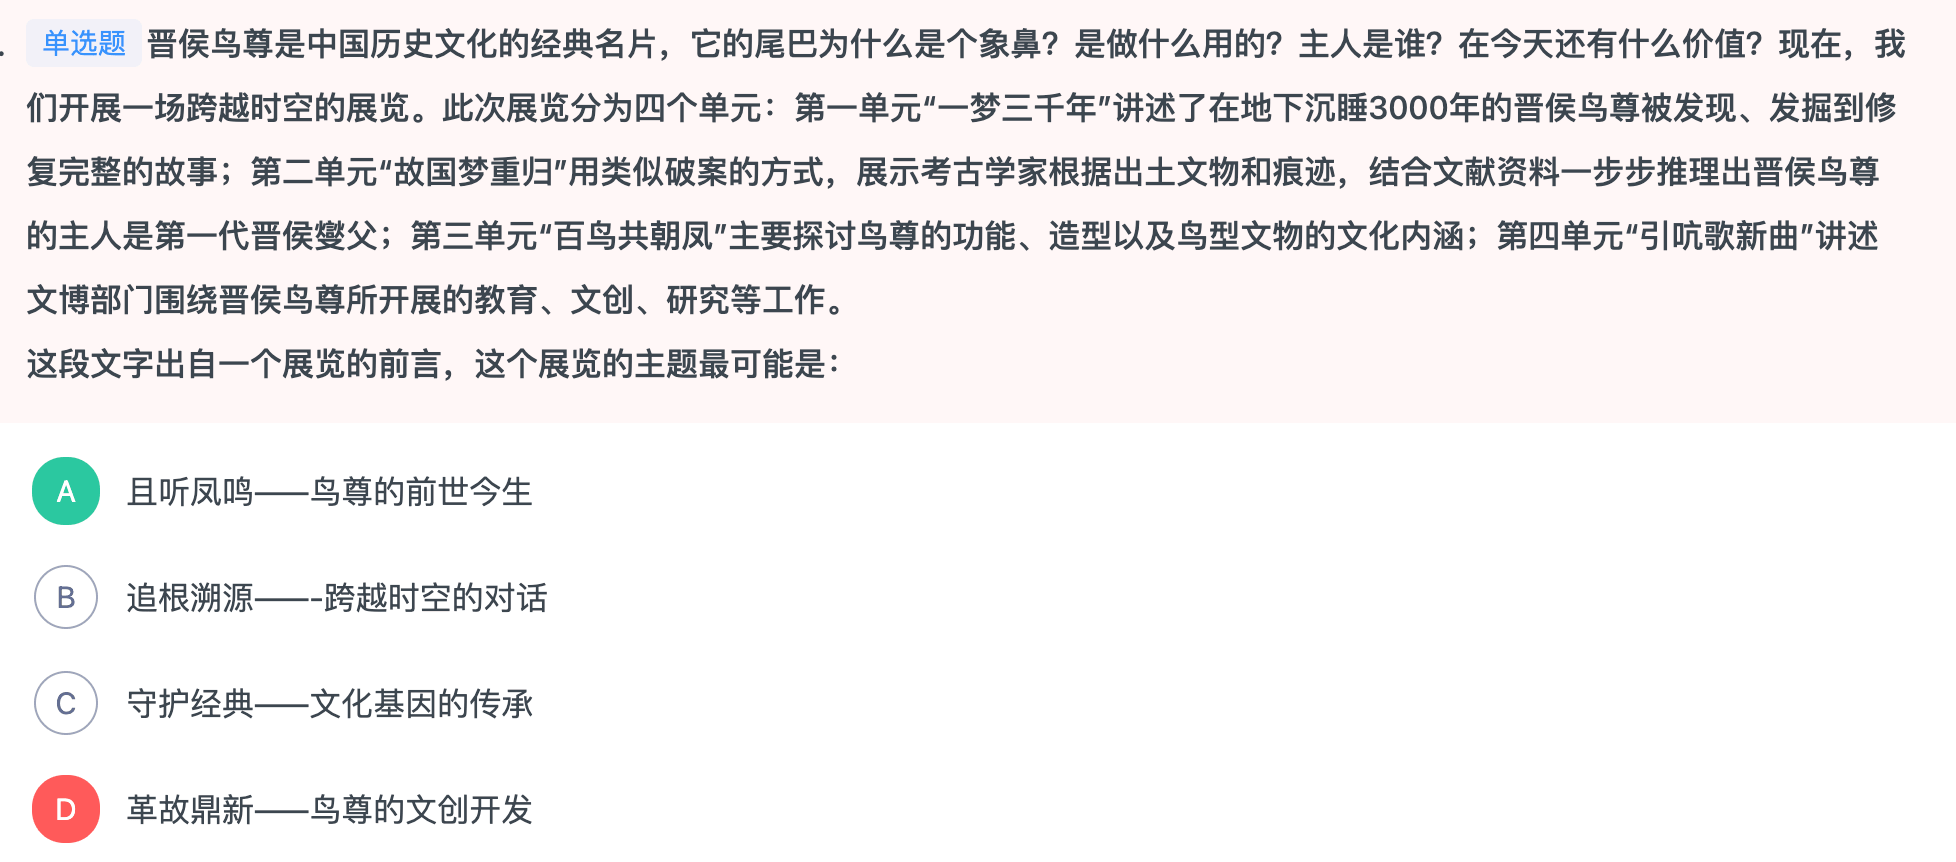 . 单选题 晋侯鸟尊是中国历史文化的经典名片，它的尾巴为什么是个象鼻？是做什么用的？主人是谁？在今天还有什么价值？现在，我
们开展一场跨越时空的展览。此次展览分为四个单元：第一单元“一梦三千年”讲述了在地下沉睡3000年的晋侯鸟尊被发现、发掘到修
复完整的故事；第二单元“故国梦重归”用类似破案的方式，展示考古学家根据出土文物和痕迹，结合文献资料一步步推理出晋侯鸟尊
的主人是第一代晋侯燮父；第三单元“百鸟共朝凤”主要探讨鸟尊的功能、造型以及鸟型文物的文化内涵；第四单元“引吭歌新曲”讲述
文博部门围绕晋侯鸟尊所开展的教育、文创、研究等工作。
这段文字出自一个展览的前言，这个展览的主题最可能是：
A 且听凤鸣——鸟尊的前世今生
B 追根溯源——-跨越时空的对话
C 守护经典——文化基因的传承
D 革故鼎新——鸟尊的文创开发